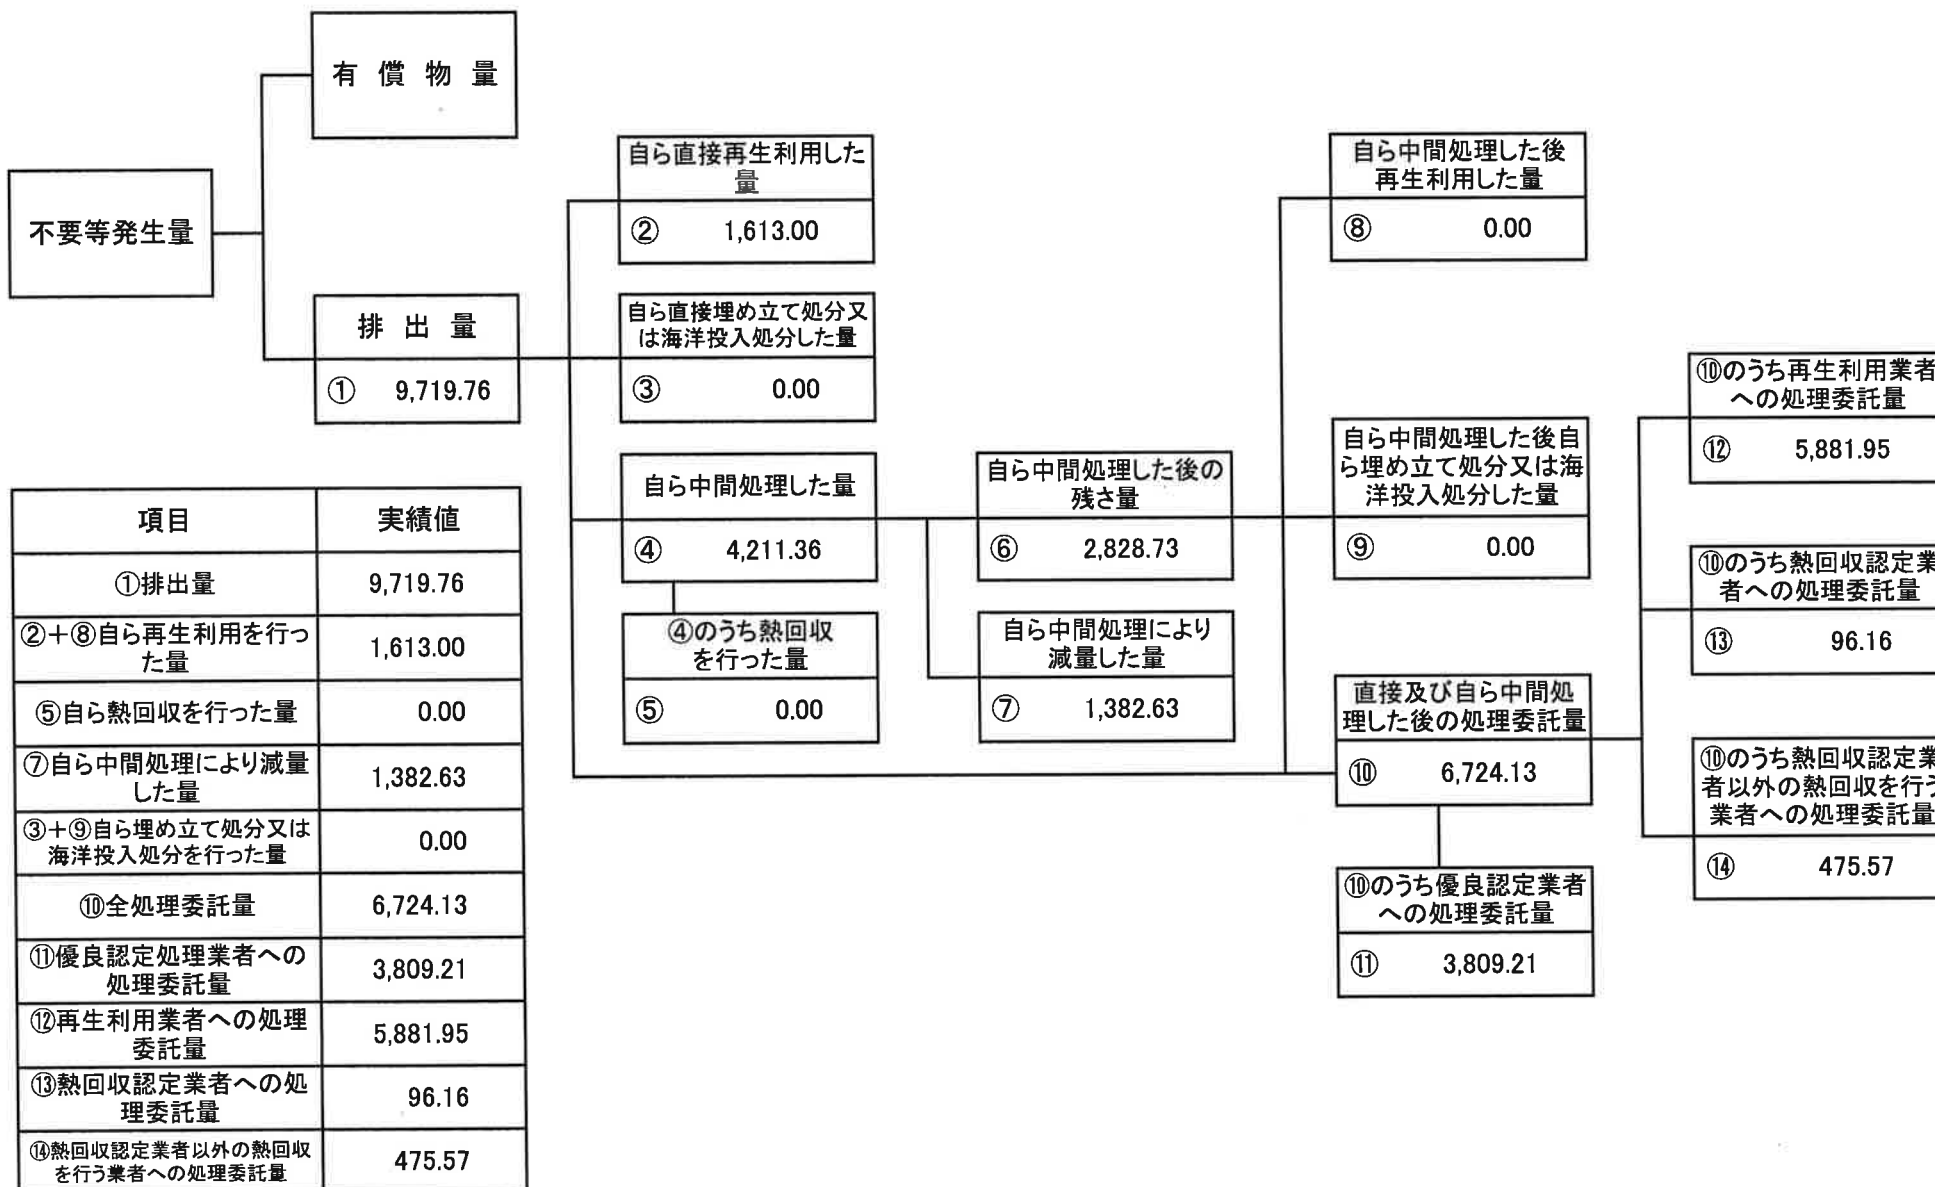 有償物量
不要等発生量
排出量
① 9,719.76
自ら直接再生利用した
量
② 1,613.00
自ら直接埋め立て処分又
は海洋投入処分した量
③ 0.00
自ら中間処理した量
④ 4,211.36
④のうち熱回収
を行った量
⑤ 0.00
自ら中間処理した後の
残さ量
⑥ 2,828.73
自ら中間処理により
減量した量
⑦ 1,382.63
自ら中間処理した後
再生利用した量
⑧ 0.00
自ら中間処理した後自
ら埋め立て処分又は海
洋投入処分した量
⑨ 0.00
直接及び自ら中間処
理した後の処理委託量
⑩ 6,724.13
⑩のうち優良認定業者
への処理委託量
⑪ 3,809.21
⑩のうち再生利用業者
への処理委託量
⑫ 5,881.95
⑩のうち熱回収認定業
者への処理委託量
⑬ 96.16
⑩のうち熱回収認定業
者以外の熱回収を行う
業者への処理委託量
⑭ 475.57
項目 実績値
①排出量 9,719.76
②+⑧自ら再生利用を行っ
た量 1,613.00
⑤自ら熱回収を行った量 0.00
⑦自ら中間処理により減量
した量 1,382.63
③+⑨自ら埋め立て処分又は
海洋投入処分を行った量 0.00
⑩全処理委託量 6,724.13
⑪優良認定処理業者への
処理委託量 3,809.21
⑫再生利用業者への処理
委託量 5,881.95
⑬熱回収認定業者への処
理委託量 96.16
⑭熱回収認定業者以外の熱回収
を行う業者への処理委託量 475.57